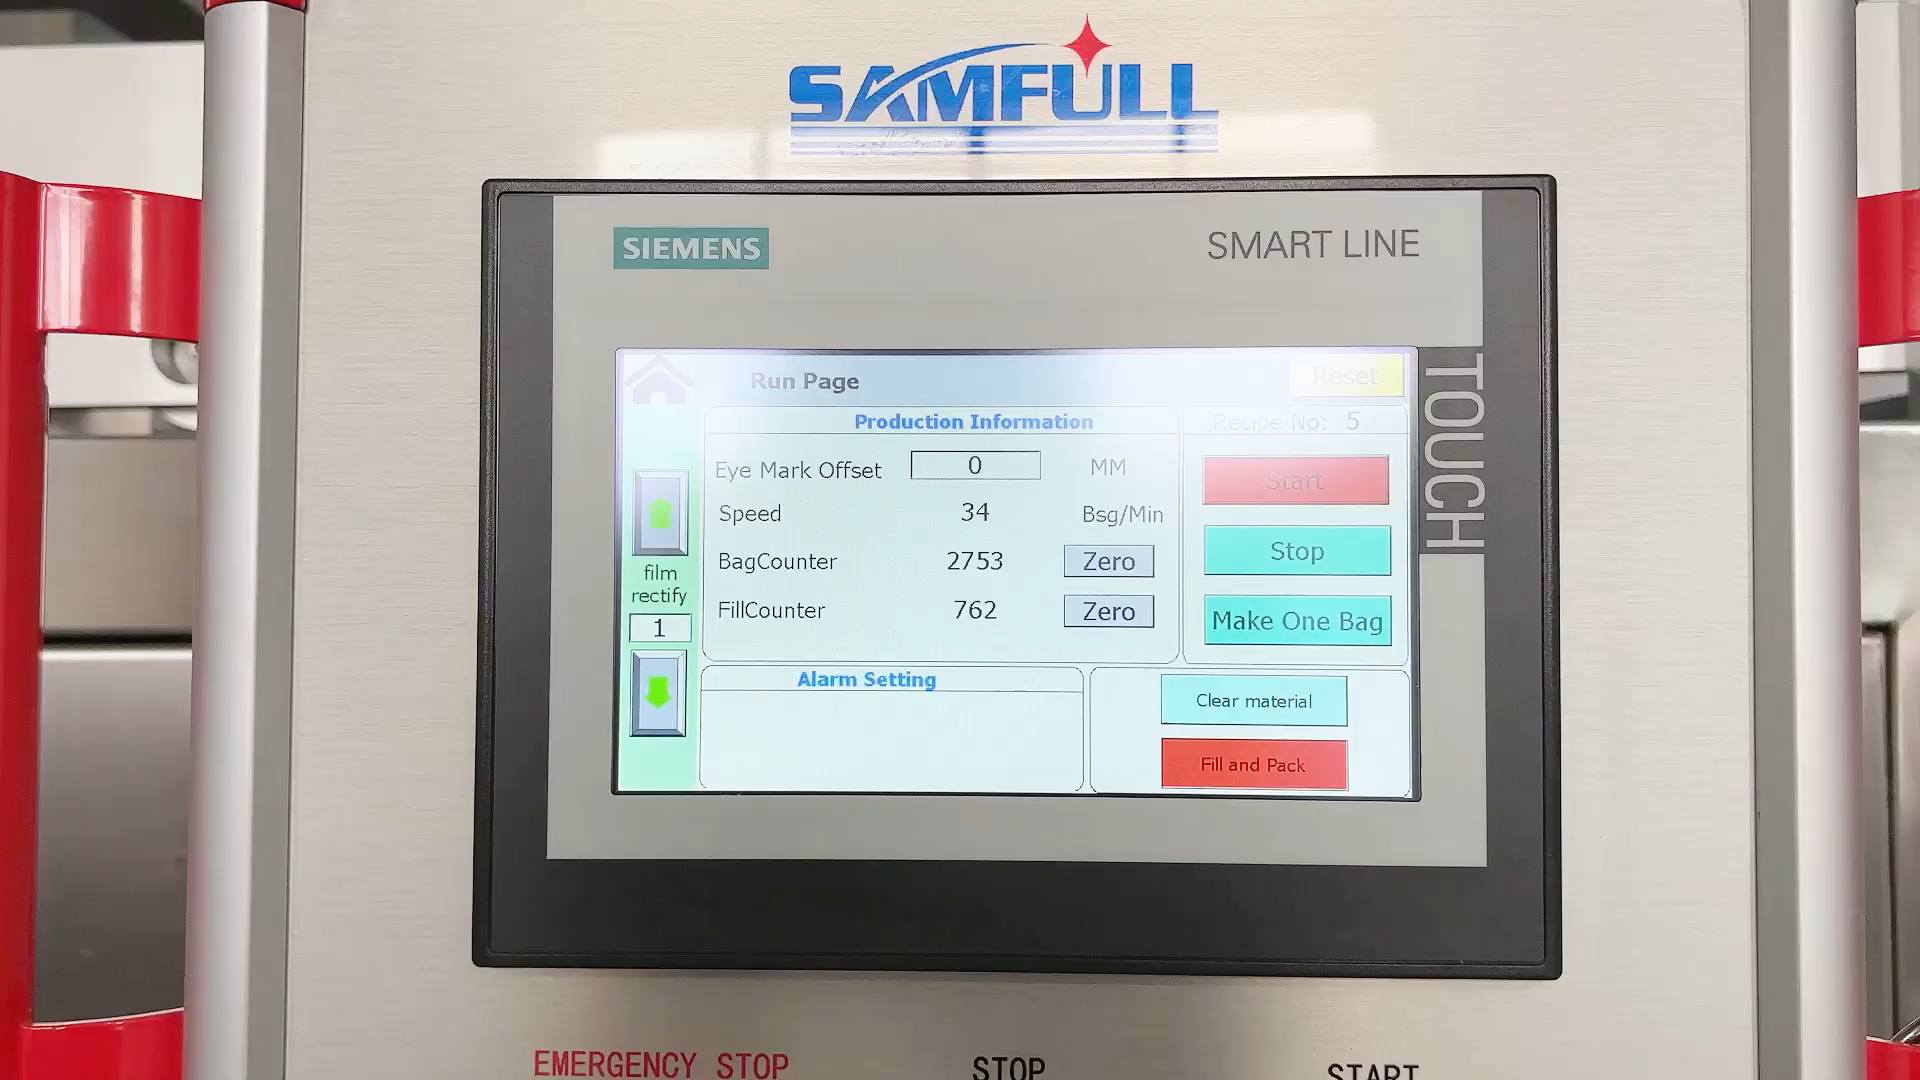 SAMFULL
SIEMENS
SMART LINE
TOUCH
Run Page
Reset
Production Information
Recipe No: 5
Eye Mark Offset 0 MM
Start
Speed 34 Bsg/Min
Stop
BagCounter 2753 Zero
film
rectify
1
FillCounter 762 Zero
Make One Bag
Alarm Setting
Clear material
Fill and Pack
EMERGENCY STOP
STOP
START